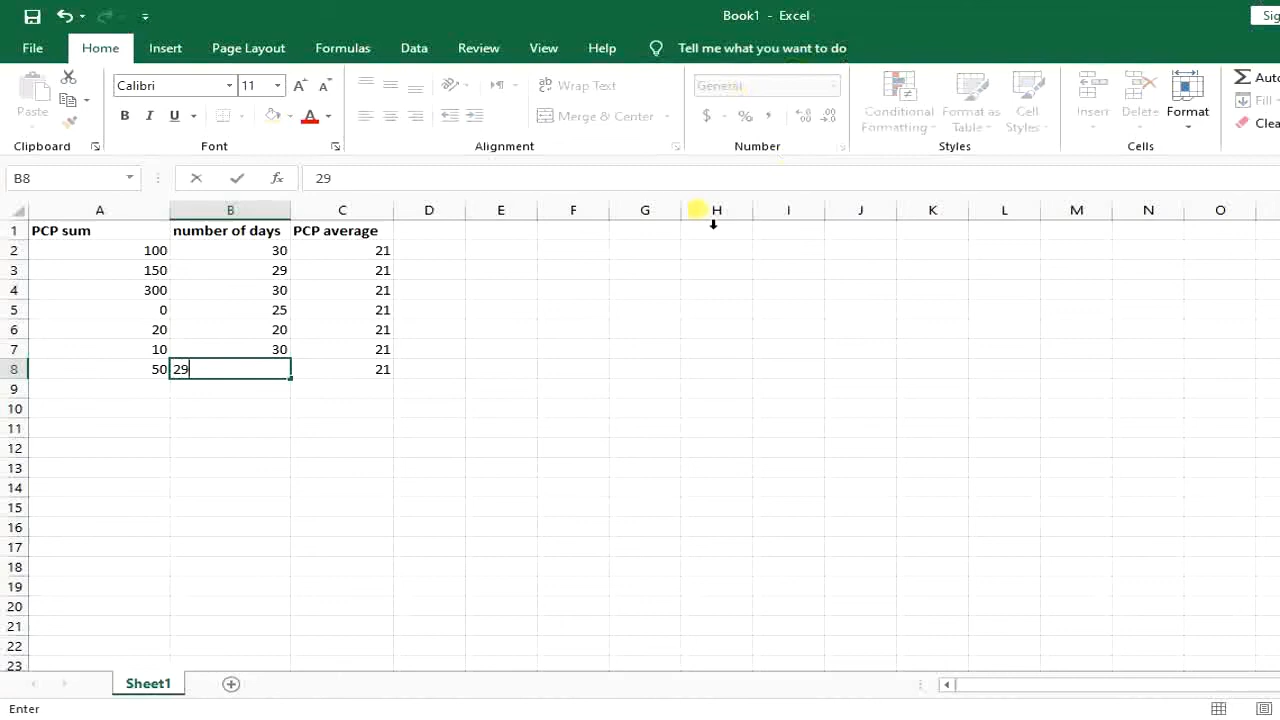 Book1 - Excel
Sig
File Home Insert Page Layout Formulas Data Review View Help Tell me what you want to do
Calibri 11 A A ab Wrap Text General Auto
Paste B I U A Merge & Center $ % Conditional Formatting Format as Table Cell Styles Insert Delete Format Fill Clea
Clipboard Font Alignment Number Styles Cells
B8 fx 29
A B C D E F G H I J K L M N O
1 PCP sum number of days PCP average
2 100 30 21
3 150 29 21
4 300 30 21
5 0 25 21
6 20 20 21
7 10 30 21
8 50 29 21
9
10
11
12
13
14
15
16
17
18
19
20
21
22
23
Sheet1
Enter